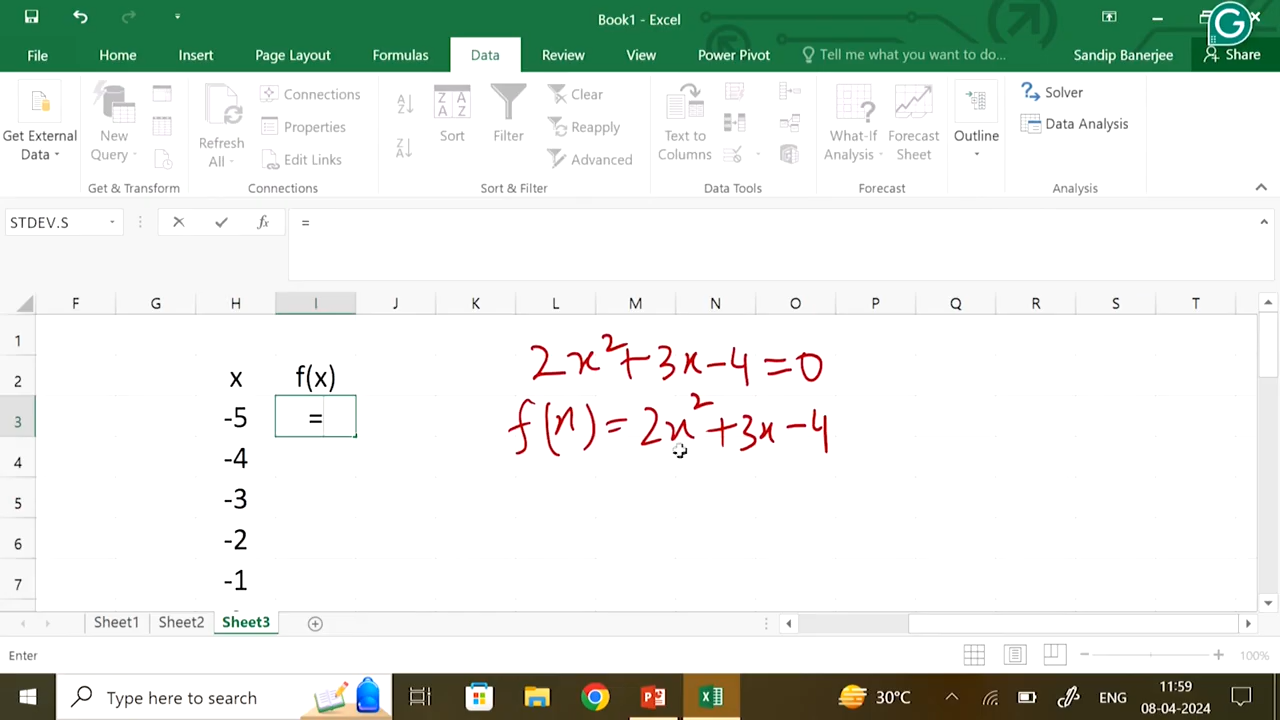 Book1 - Excel
G
File Home Insert Page Layout Formulas Data Review View Power Pivot Tell me what you want to do... Sandip Banerjee Share
Get External Data
New Query
Get & Transform
Refresh All
Connections
Properties
Edit Links
Connections
Sort
Filter
Clear
Reapply
Advanced
Sort & Filter
Text to Columns
Data Tools
What-If Analysis
Forecast Sheet
Forecast
Outline
Solver
Data Analysis
Analysis
STDEV.S fx =
F G H I J K L M N O P Q R S T
1
2 x f(x)
2x²+3x-4=0
3 -5 =
f(x)=2x²+3x-4
4 -4
5 -3
6 -2
7 -1
Sheet1 Sheet2 Sheet3
Enter 100%
Type here to search 30°C ENG 11:59
08-04-2024